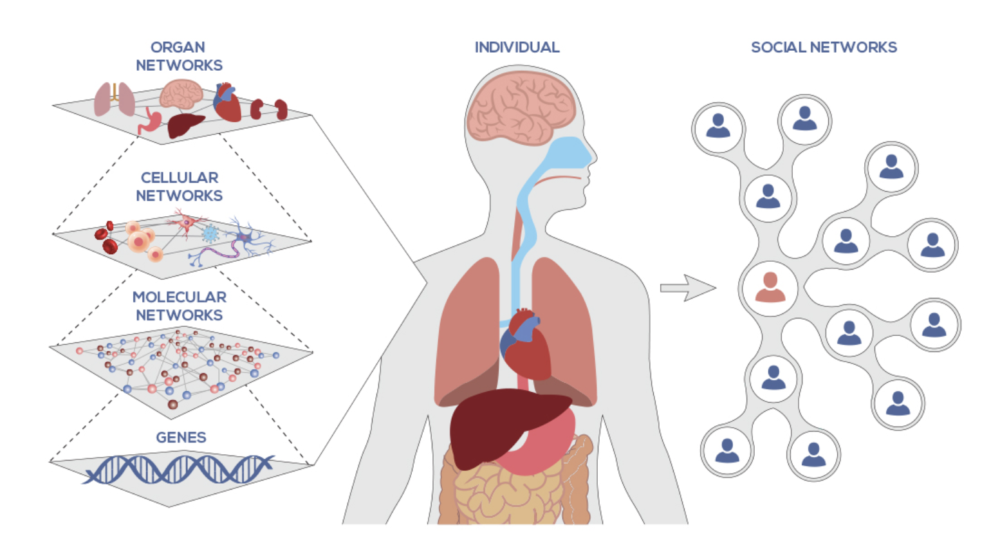 ORGAN
NETWORKS
CELLULAR
NETWORKS
MOLECULAR
NETWORKS
GENES
INDIVIDUAL
SOCIAL NETWORKS